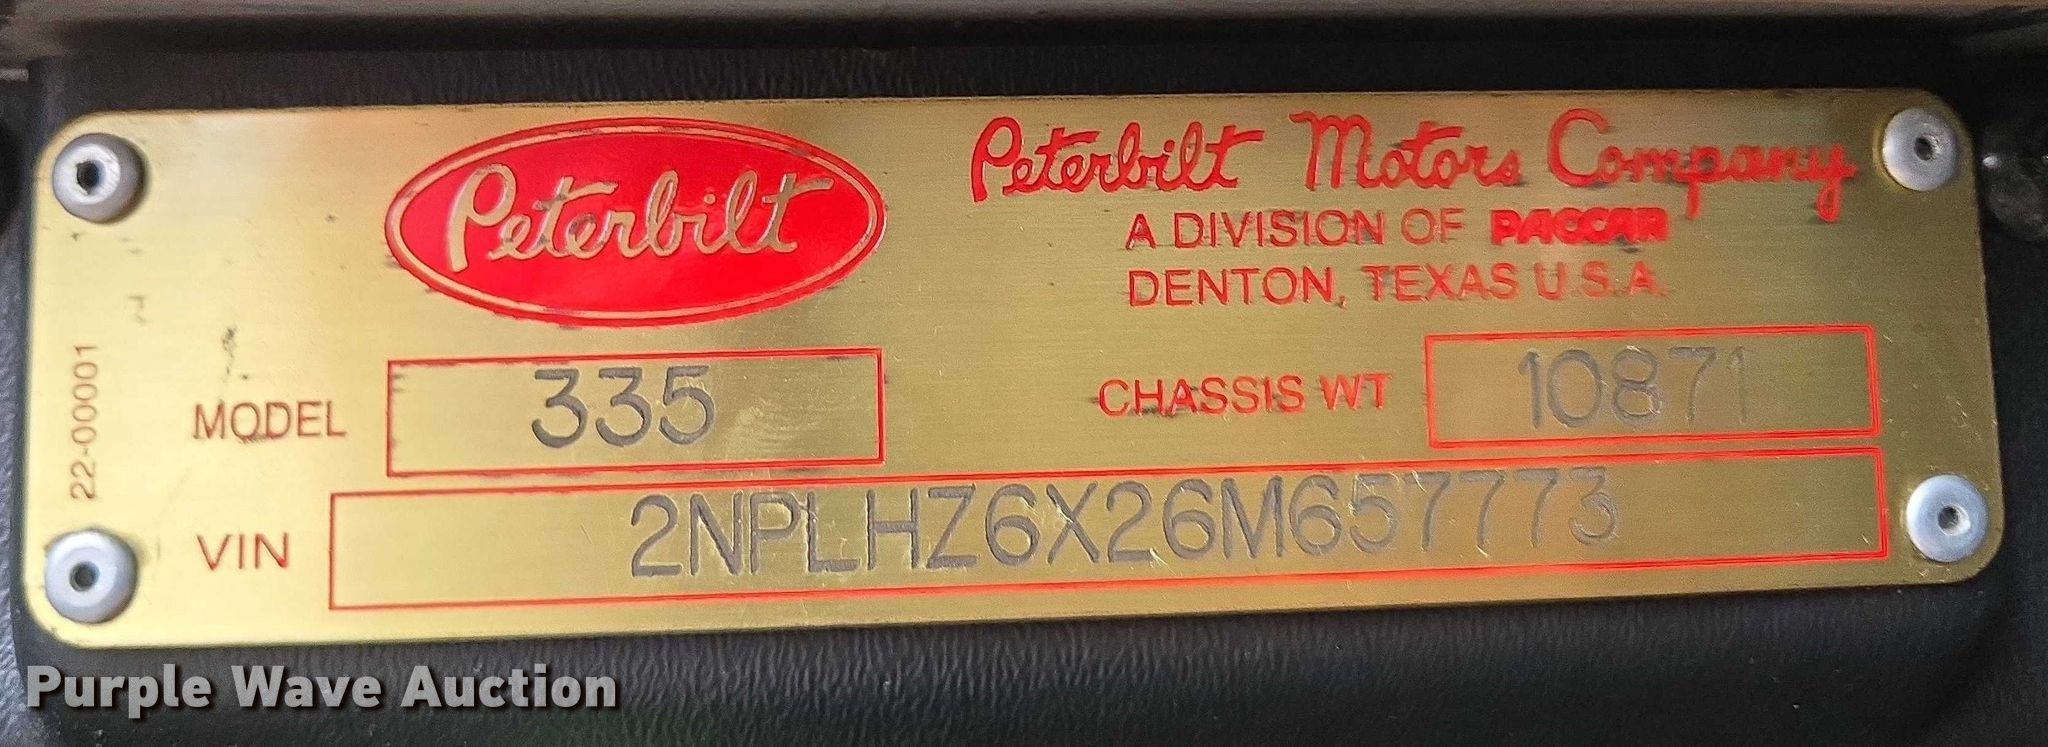 Peterbilt
Peterbilt Motors Company
A DIVISION OF PACCAR
DENTON, TEXAS U.S.A.
22-00001
MODEL 335
CHASSIS WT 10871
VIN 2NPLHZ6X26M657773
Purple Wave Auction